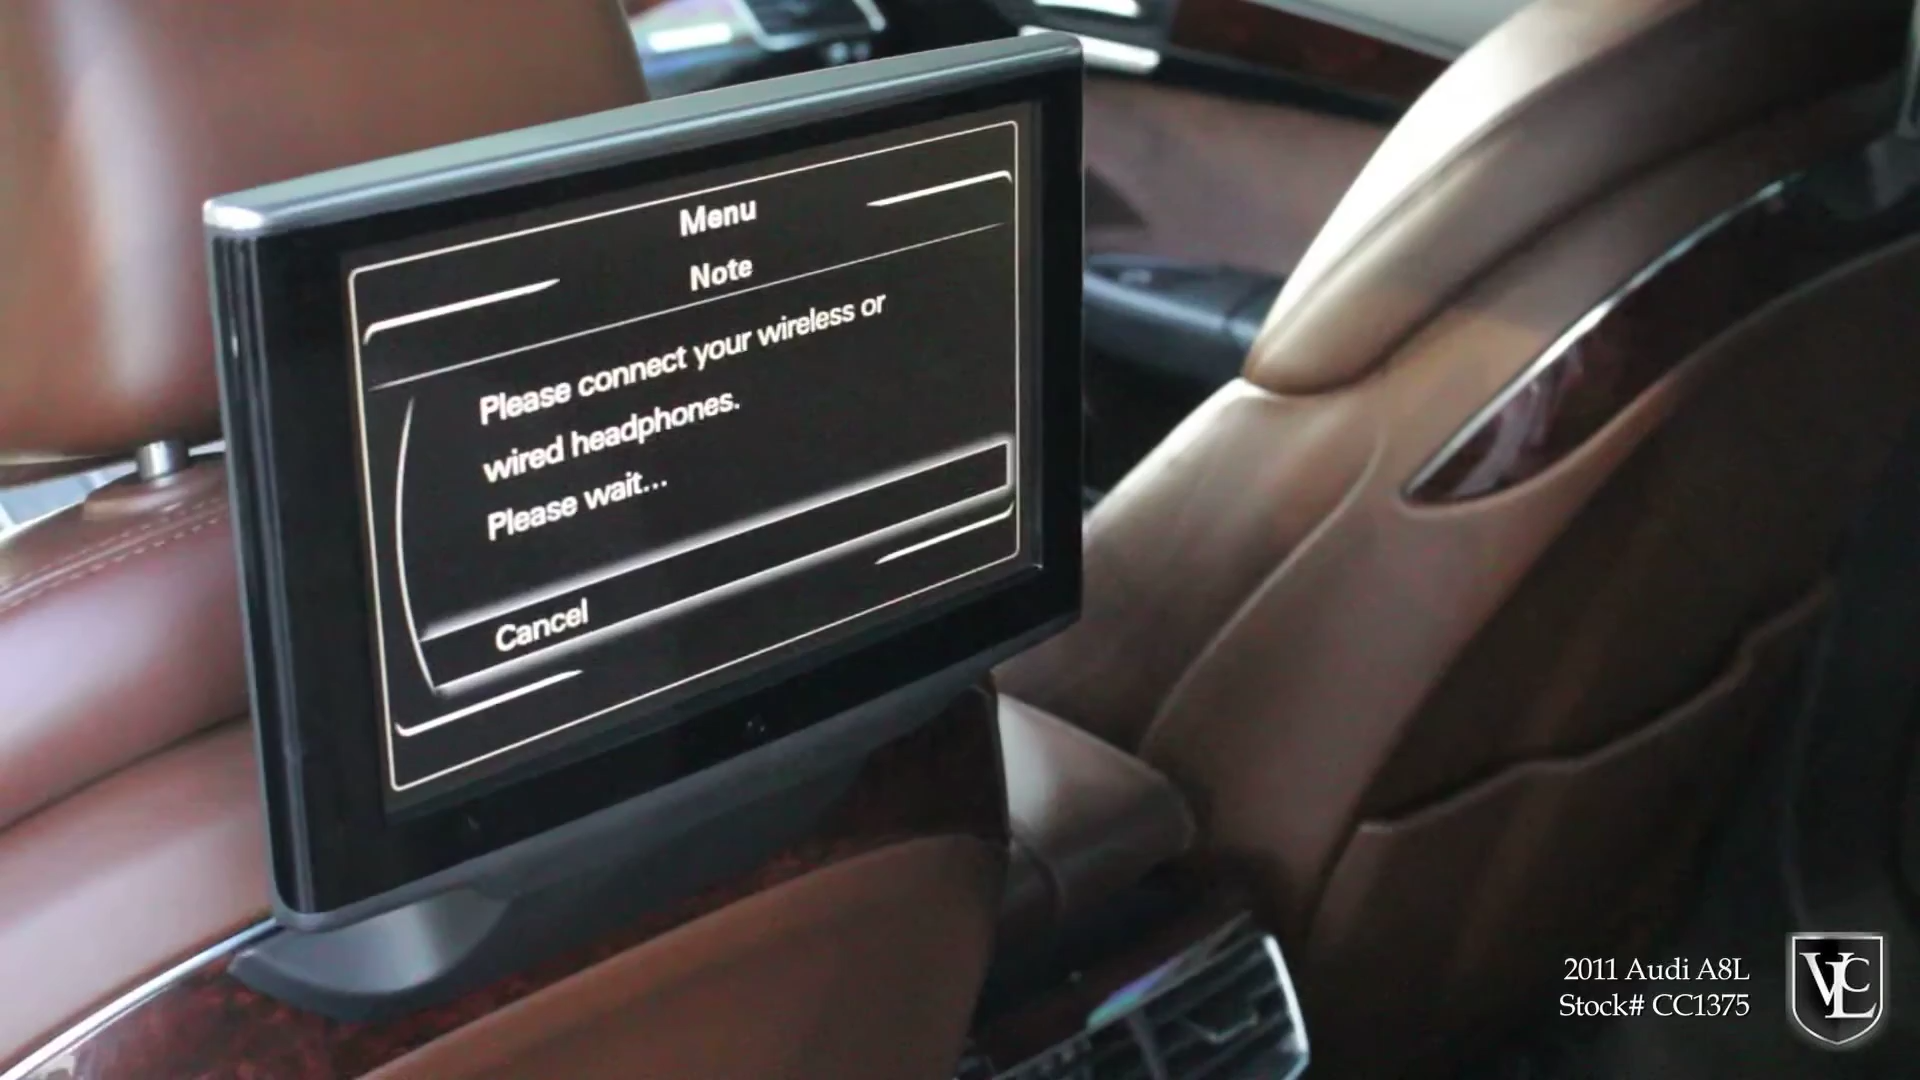 Menu
Note
Please connect your wireless or
wired headphones.
Please wait...
Cancel
2011 Audi A8L
Stock# CC1375
VLC